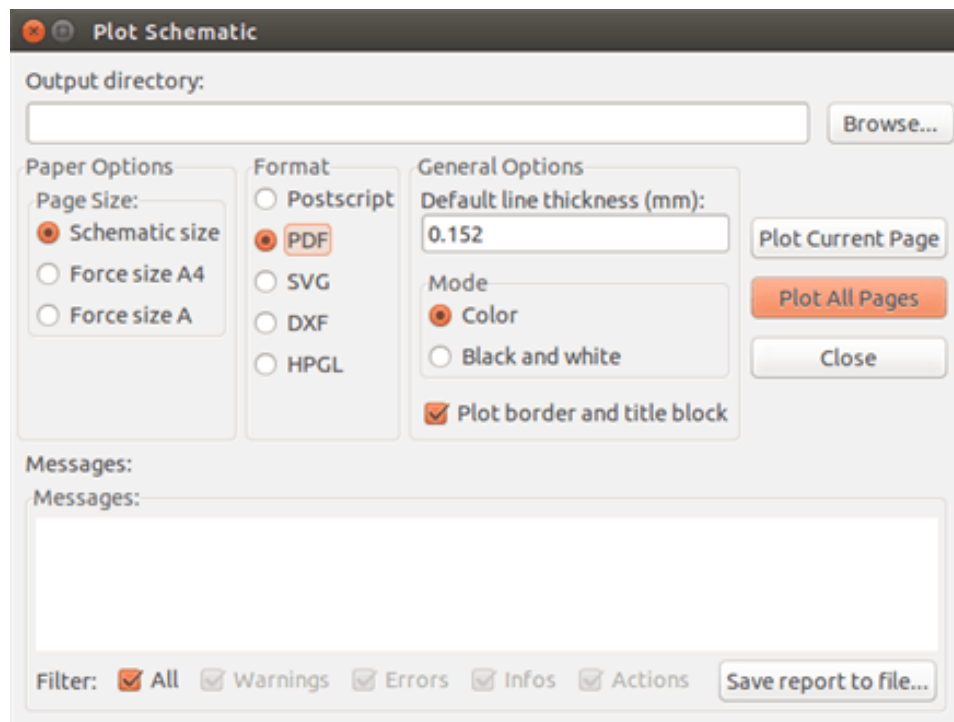 Plot Schematic
Output directory:
Browse...
Paper Options
Page Size:
Schematic size
Force size A4
Force size A
Format
Postscript
PDF
SVG
DXF
HPGL
General Options
Default line thickness (mm):
0.152
Mode
Color
Black and white
Plot border and title block
Plot Current Page
Plot All Pages
Close
Messages:
Messages:
Filter: All Warnings Errors Infos Actions Save report to file...